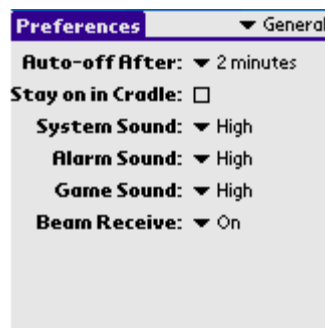 Preferences General
Auto-off After: 2 minutes
Stay on in Cradle:
System Sound: High
Alarm Sound: High
Game Sound: High
Beam Receive: On